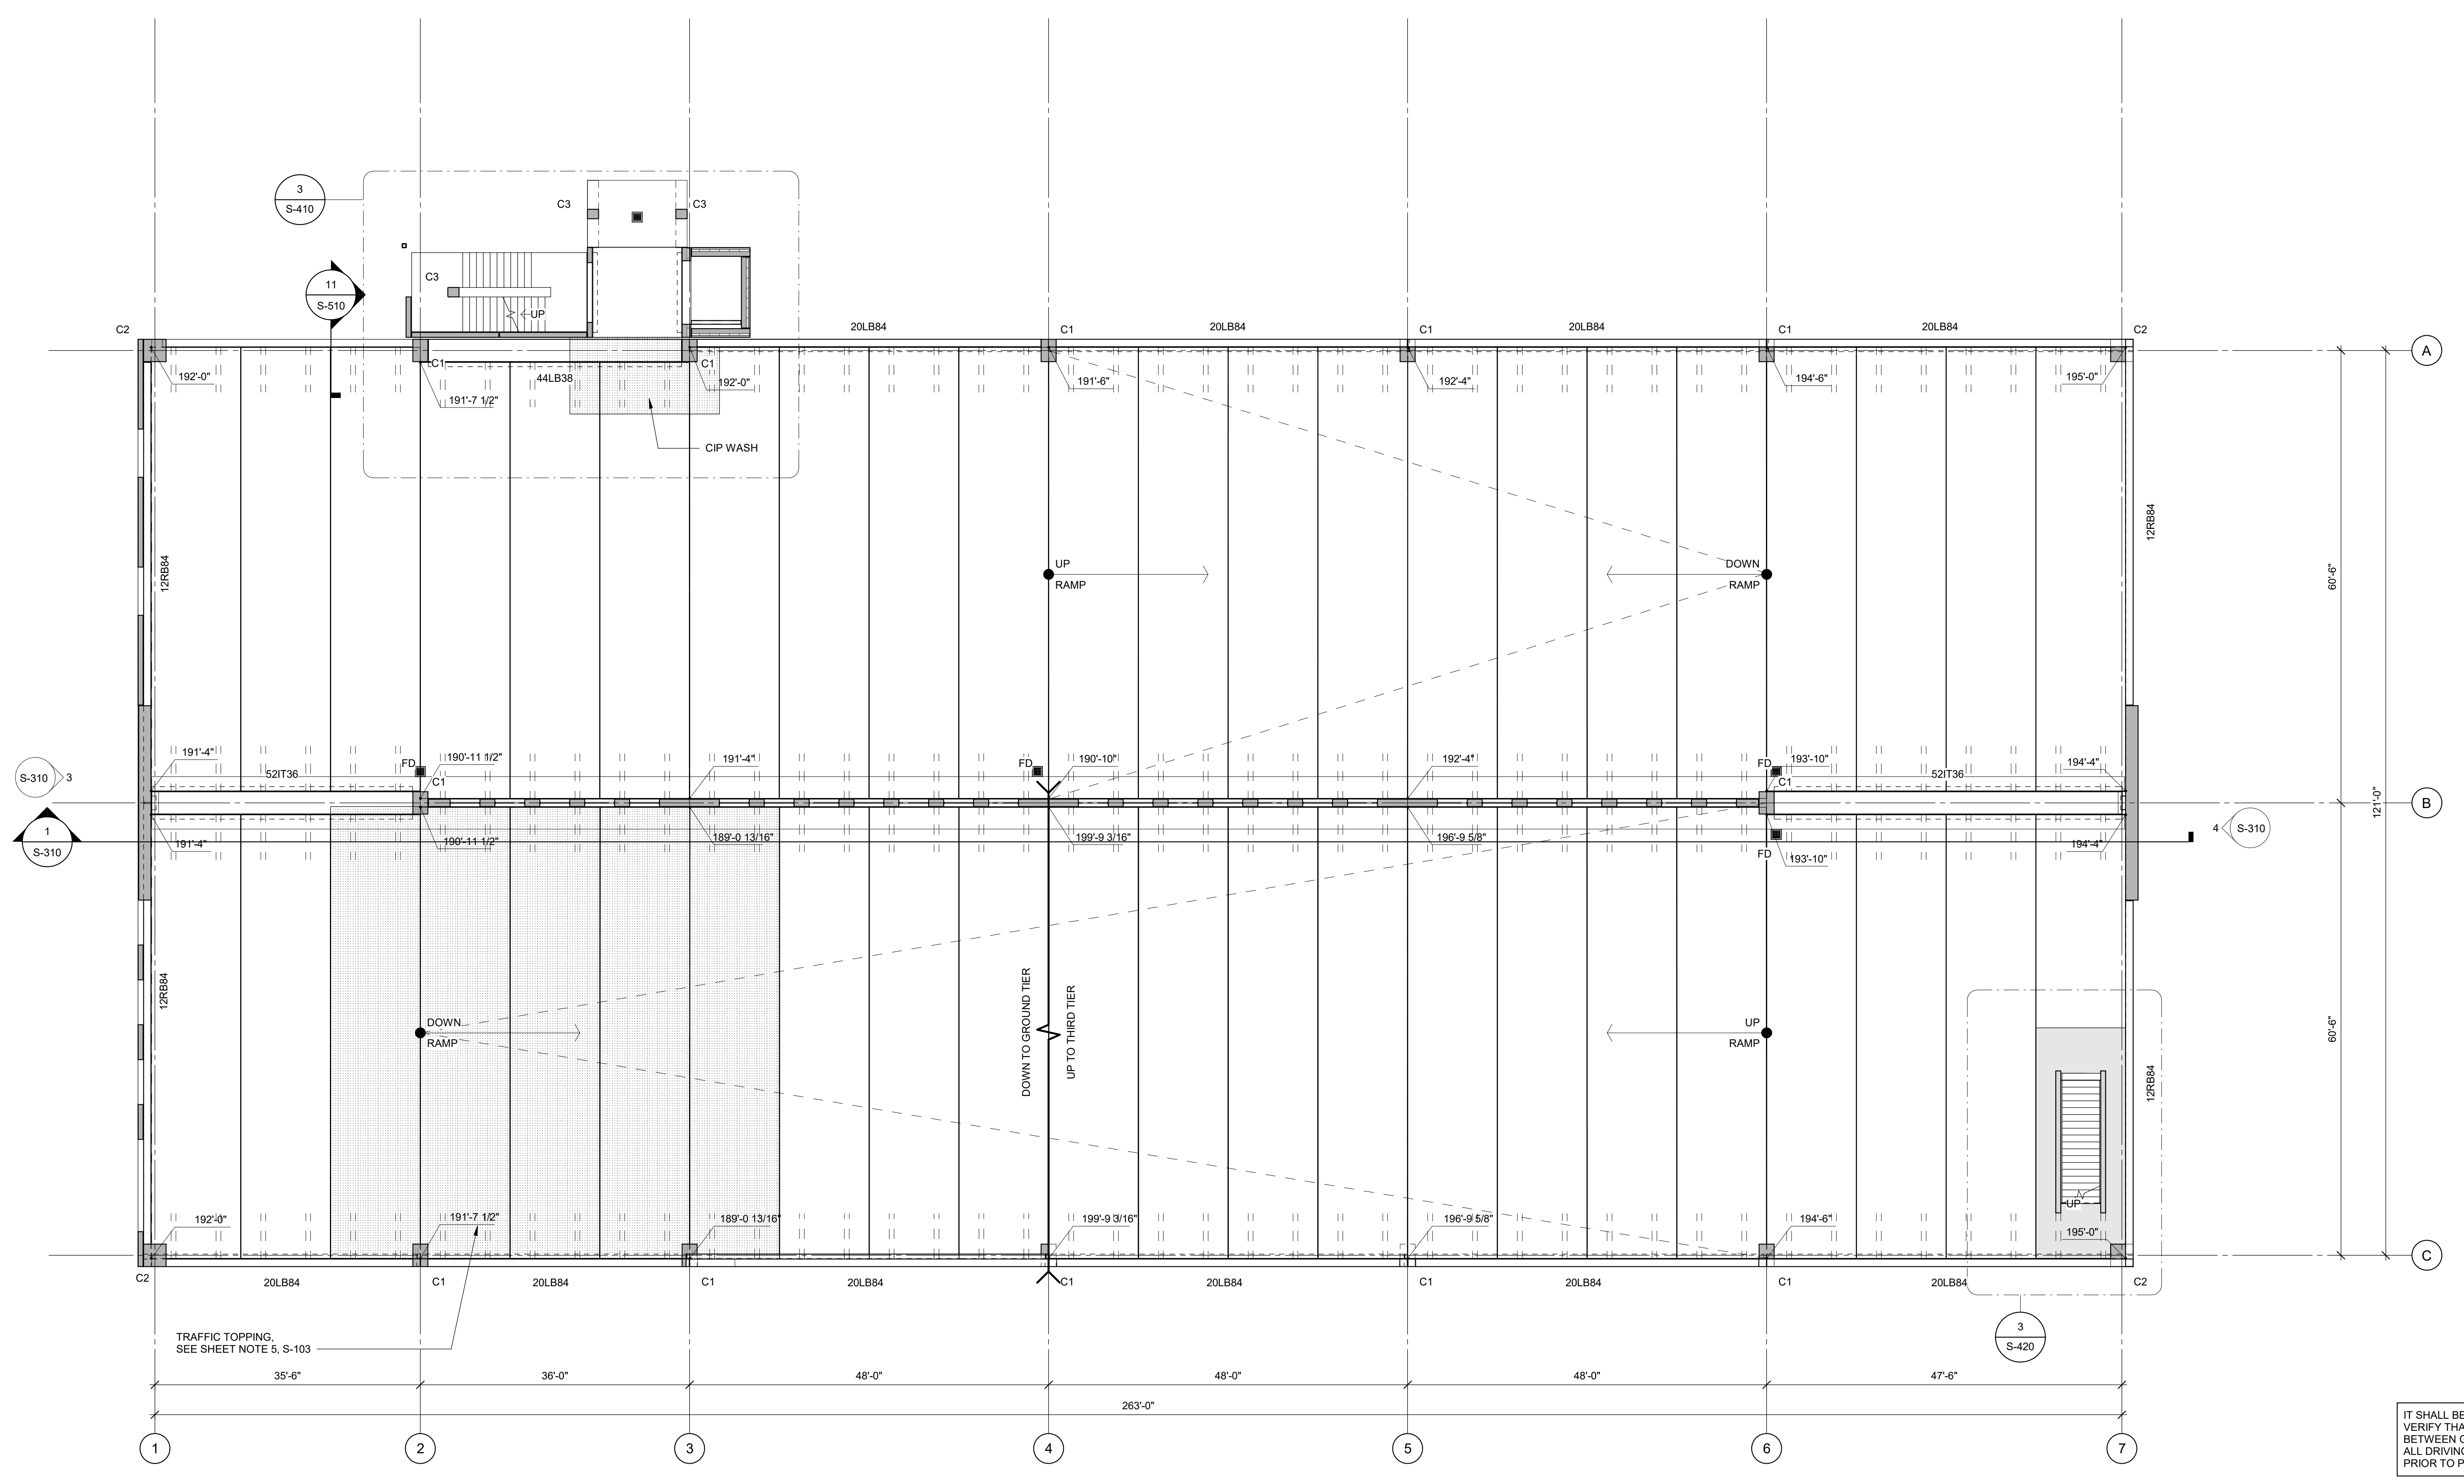 3
S-410
C3
C3
11
S-510
C3
UP
C2
20LB84
C1
20LB84
C1
20LB84
C1
20LB84
C2
A
C1
C1
192'-0"
44LB38
192'-0"
191'-6"
192'-4"
194'-6"
195'-0"
191'-7 1/2"
CIP WASH
12RB84
12RB84
UP
RAMP
DOWN
RAMP
60'-6"
191'-4"
FD
190'-11 1/2"
191'-4"
FD
190'-10"
192'-4"
FD
193'-10"
194'-4"
S-310
3
52IT36
C1
C1
52IT36
B
121'-0"
1
S-310
191'-4"
190'-11 1/2"
189'-0 13/16"
199'-9 3/16"
196'-9 5/8"
FD
193'-10"
194'-4"
4
S-310
12RB84
DOWN
RAMP
DOWN TO GROUND TIER
UP TO THIRD TIER
UP
RAMP
12RB84
60'-6"
UP
192'-0"
191'-7 1/2"
189'-0 13/16"
199'-9 3/16"
196'-9 5/8"
194'-6"
195'-0"
C
C2
20LB84
C1
20LB84
C1
20LB84
C1
20LB84
C1
20LB84
C1
20LB84
C2
TRAFFIC TOPPING,
SEE SHEET NOTE 5, S-103
3
S-420
35'-6"
36'-0"
48'-0"
48'-0"
48'-0"
47'-6"
263'-0"
1
2
3
4
5
6
7
IT SHALL BE
VERIFY THA
BETWEEN
ALL DRIVIN
PRIOR TO